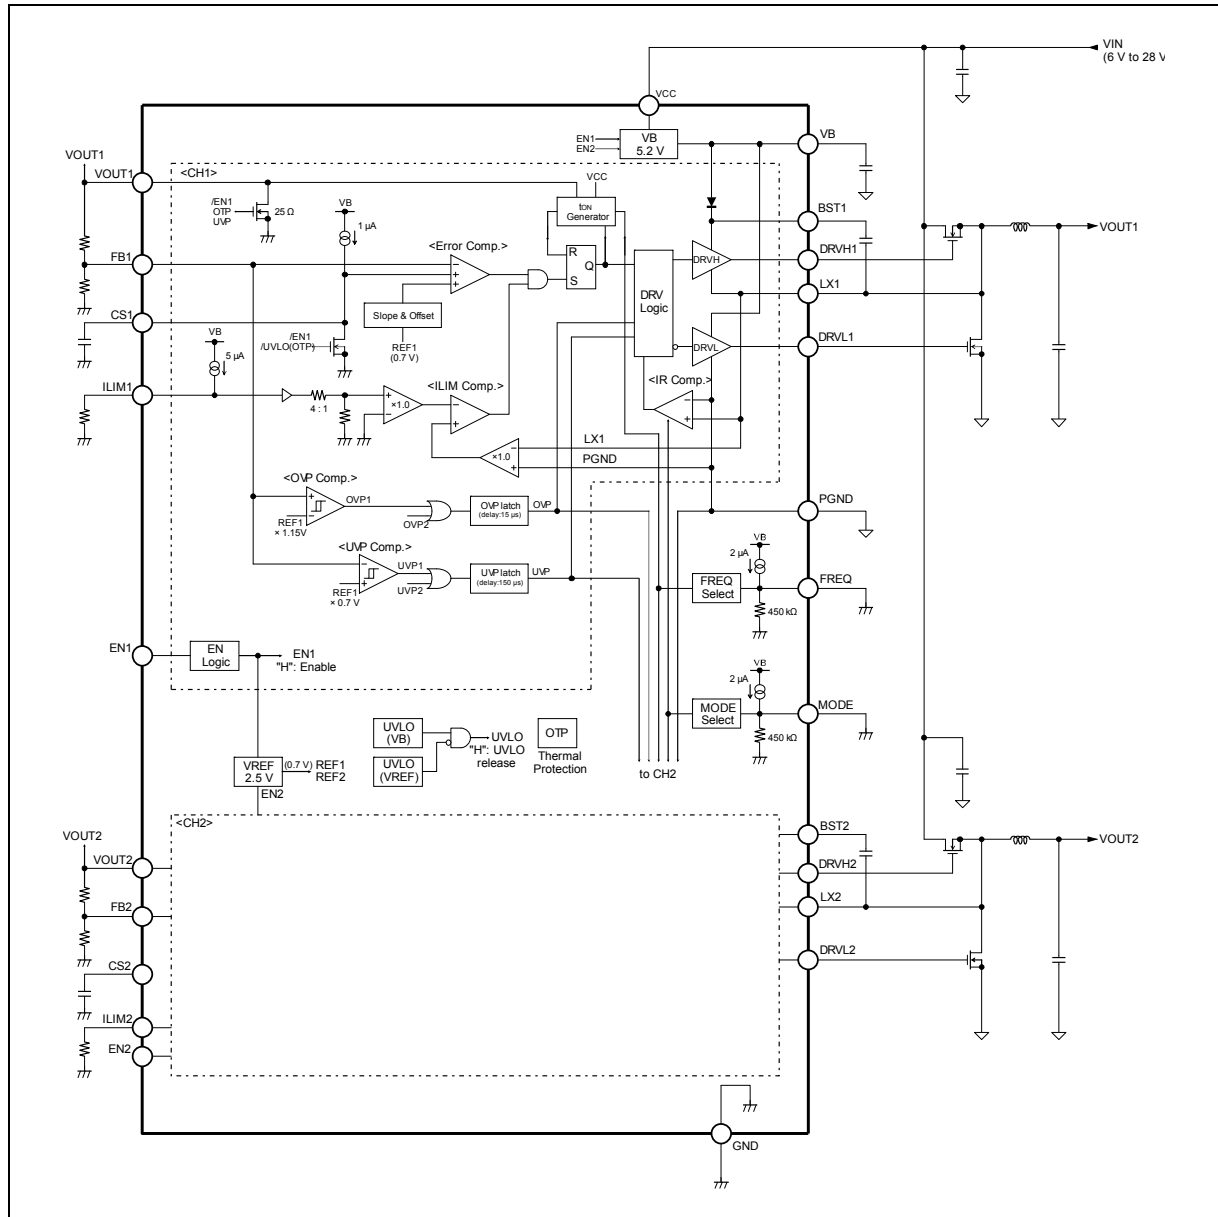 VIN
(6 V to 28 V
VCC
EN1
EN2
VB
5.2 V
VB
VOUT1
VOUT1
<CH1>
/EN1
OTP
UVP
25 Ω
VB
1 µA
VCC
tON
Generator
BST1
VOUT1
<Error Comp.>
FB1
R
S
Q
DRVH
DRVH1
DRV
Logic
LX1
Slope & Offset
CS1
REF1
(0.7 V)
/EN1
/UVLO(OTP)
VB
5 µA
DRVL
DRVL1
<IR Comp.>
<ILIM Comp.>
ILIM1
4 : 1
×1.0
LX1
PGND
×1.0
<OVP Comp.>
OVP1
REF1
× 1.15V
OVP2
OVP latch
(delay:15 µs)
OVP
PGND
<UVP Comp.>
UVP1
REF1
× 0.7 V
UVP2
UVP latch
(delay:150 µs)
UVP
VB
2 µA
FREQ
Select
FREQ
450 kΩ
EN1
EN
Logic
EN1
"H": Enable
VB
2 µA
MODE
Select
MODE
450 kΩ
UVLO
(VB)
UVLO
(VREF)
UVLO
"H": UVLO
release
OTP
Thermal
Protection
VREF
2.5 V
(0.7 V)
REF1
REF2
EN2
to CH2
<CH2>
VOUT2
VOUT2
BST2
VOUT2
DRVH2
FB2
LX2
CS2
DRVL2
ILIM2
EN2
GND